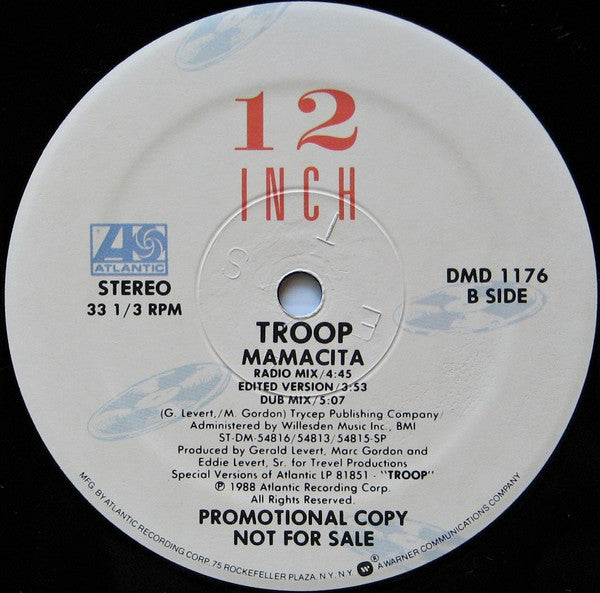 12
INCH
ATLANTIC
STEREO
33 1/3 RPM
DMD 1176
B SIDE
TROOP
MAMACITA
RADIO MIX/4:45
EDITED VERSION/3:53
DUB MIX/5:07
(G. Levert,/M. Gordon) Trycep Publishing Company/
Administered by Willesden Music Inc., BMI
ST-DM-54816/54813/54815-SP
Produced by Gerald Levert, Marc Gordon and
Eddie Levert, Sr. for Trevel Productions
Special Versions of Atlantic LP 81851 - "TROOP"
℗ 1988 Atlantic Recording Corp.
All Rights Reserved.
PROMOTIONAL COPY
NOT FOR SALE
MFG. BY ATLANTIC RECORDING CORP. 75 ROCKEFELLER PLAZA, N.Y. N.Y. ® A WARNER COMMUNICATIONS COMPANY